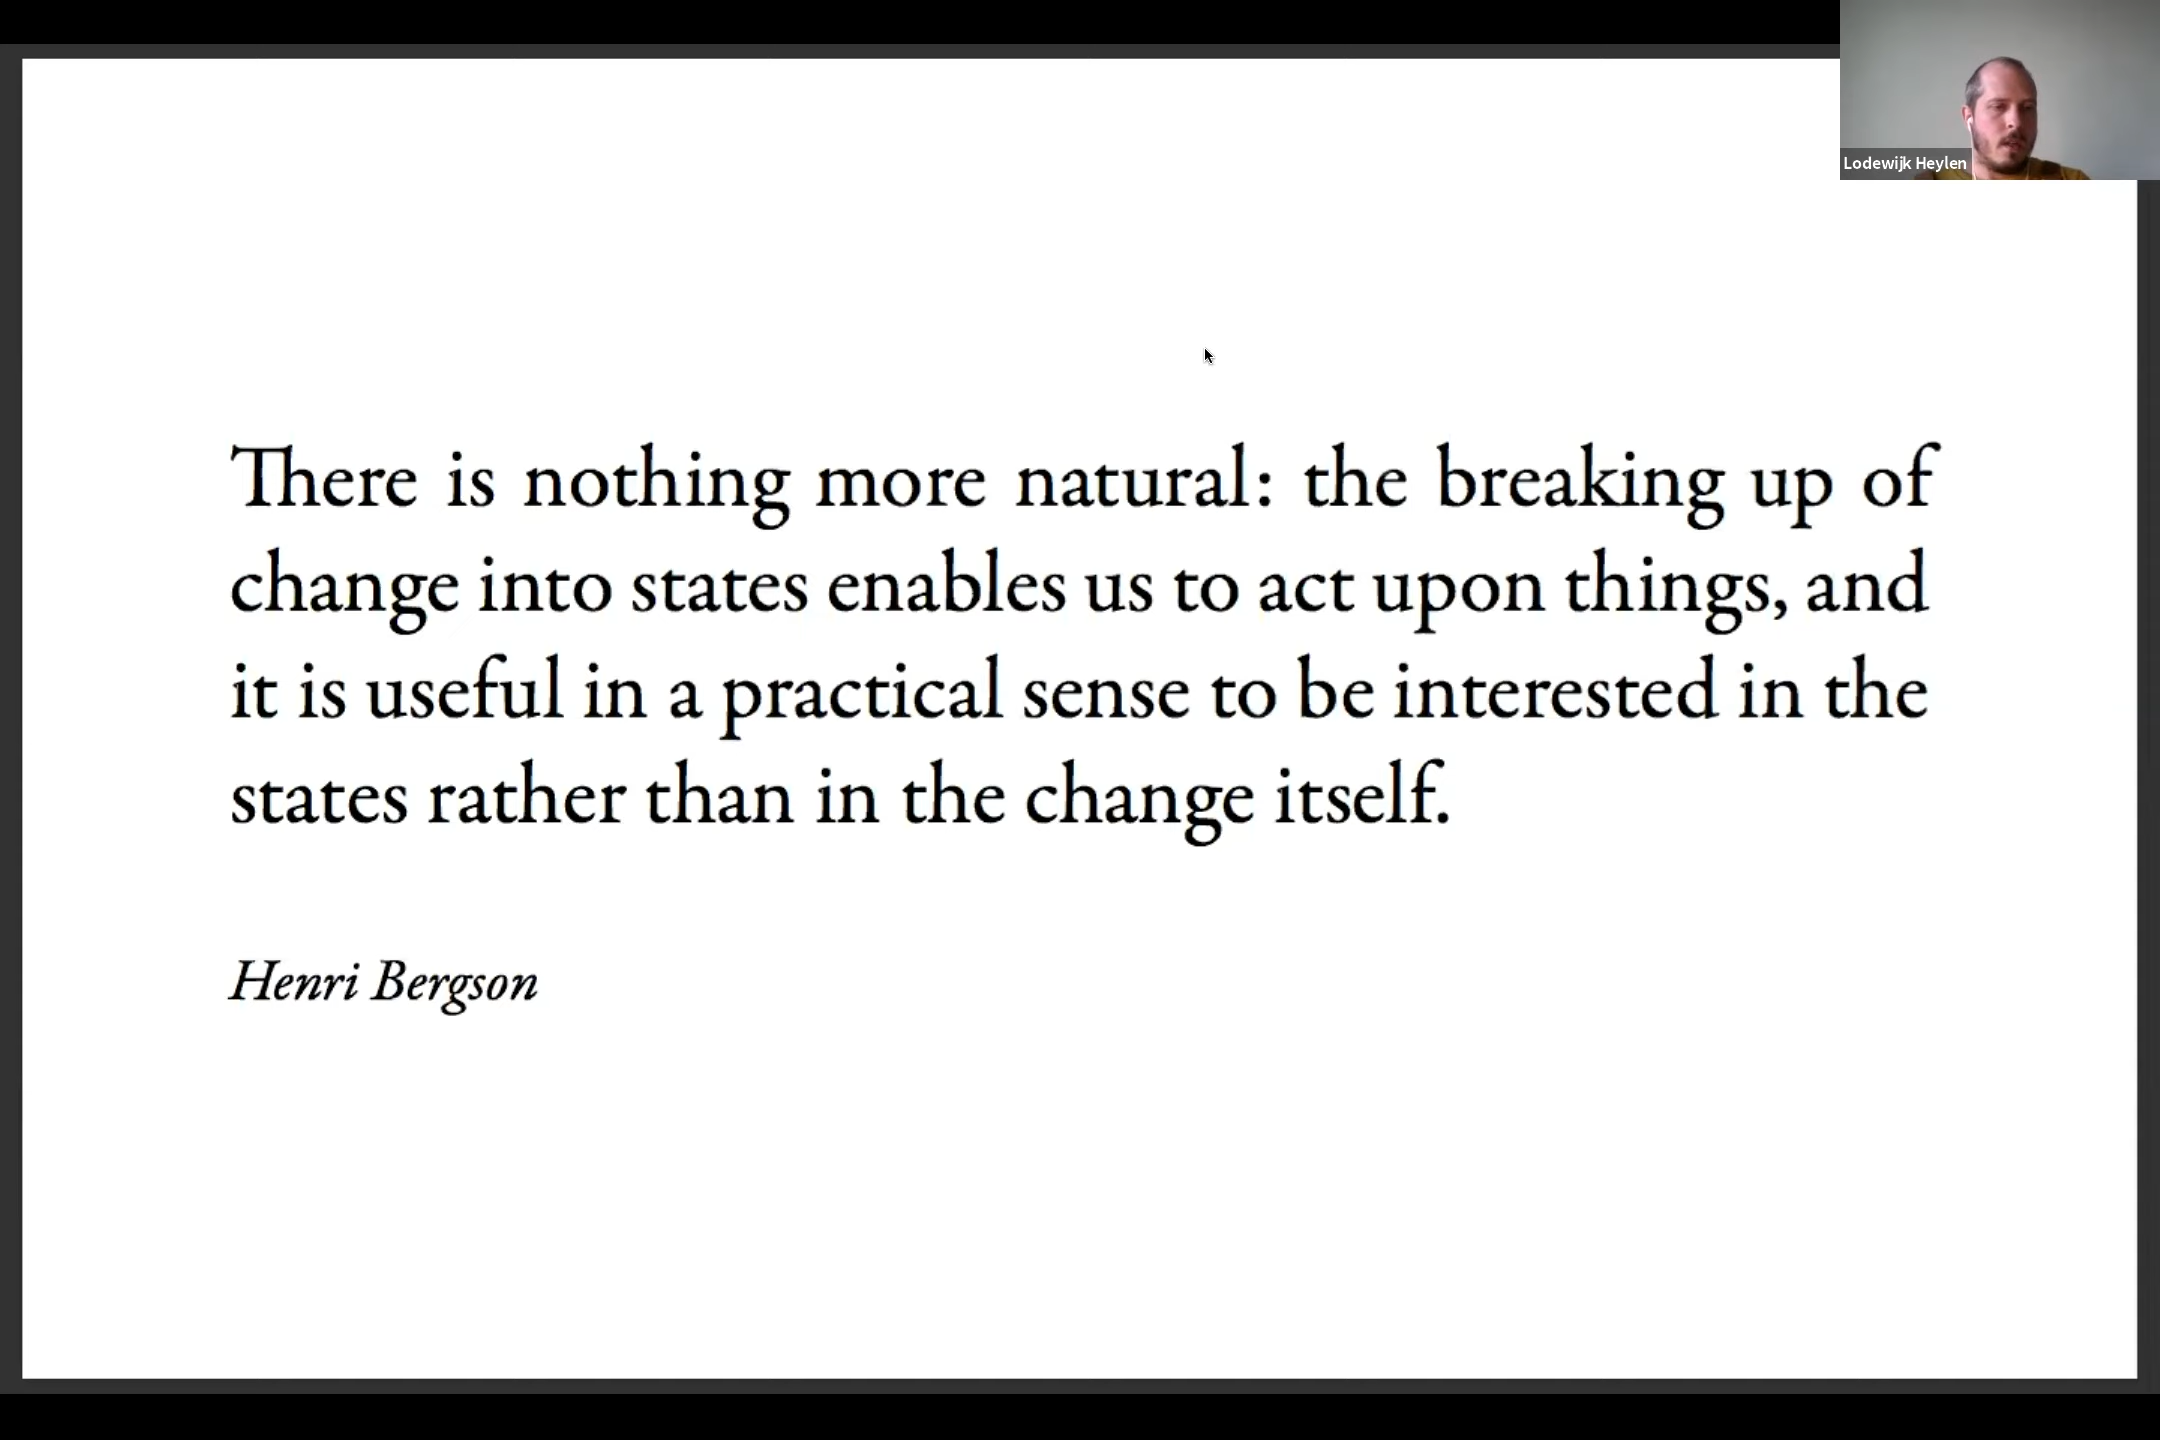 Lodewijk Heylen
There is nothing more natural: the breaking up of
change into states enables us to act upon things, and
it is useful in a practical sense to be interested in the
states rather than in the change itself.
Henri Bergson